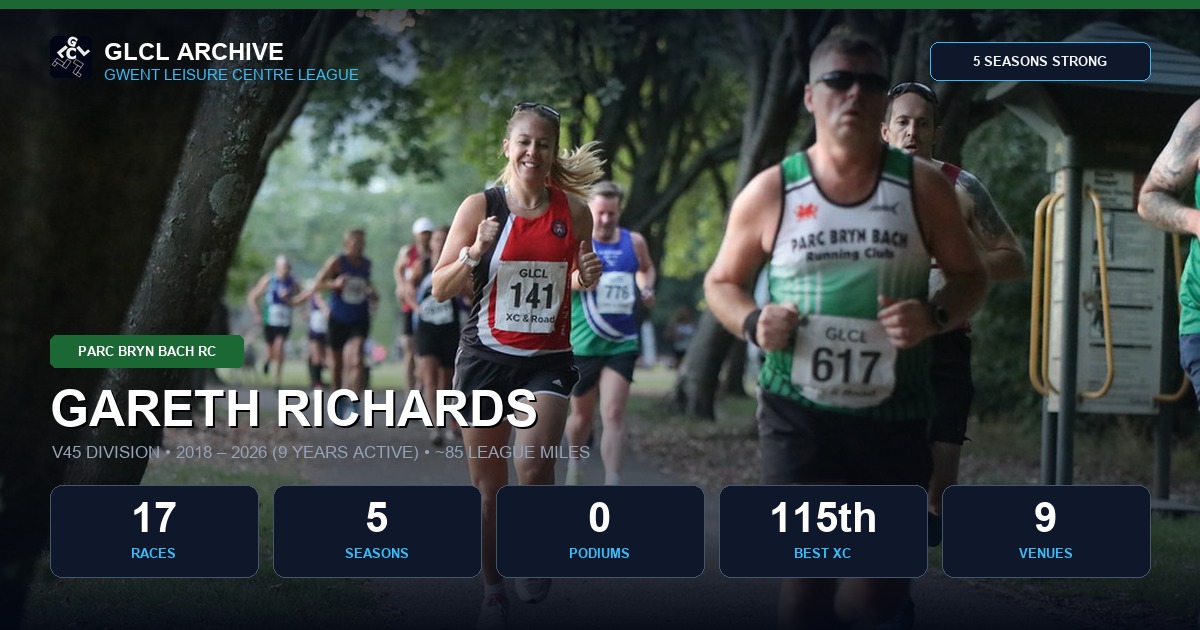 GLCL ARCHIVE
GWENT LEISURE CENTRE LEAGUE
5 SEASONS STRONG
PARC BRYN BACH
Running Club
GLCL
141
XC & Road
776
GLCL
617
PARC BRYN BACH RC
GARETH RICHARDS
V45 DIVISION • 2018 – 2026 (9 YEARS ACTIVE) • ~85 LEAGUE MILES
17
RACES
5
SEASONS
0
PODIUMS
115th
BEST XC
9
VENUES